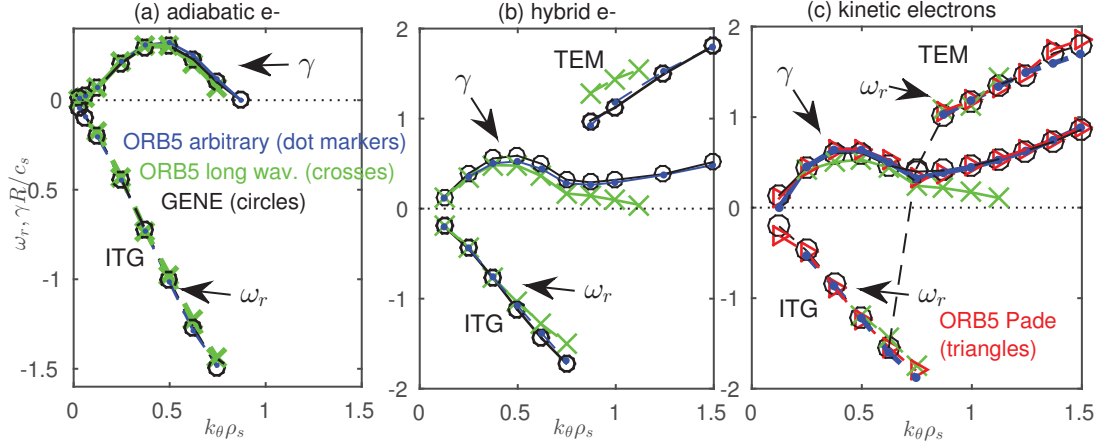 (a) adiabatic e-
(b) hybrid e-
(c) kinetic electrons
ω_r, γR/c_s
0
-0.5
-1
-1.5
0
0.5
1
1.5
k_θρ_s
γ
ORB5 arbitrary (dot markers)
ORB5 long wav. (crosses)
GENE (circles)
ITG
ω_r
2
1
0
-1
-2
0
0.5
1
1.5
k_θρ_s
TEM
γ
ITG
ω_r
2
1
0
-1
-2
0
0.5
1
1.5
k_θρ_s
TEM
ω_r
γ
ITG
ω_r
ORB5 Pade
(triangles)